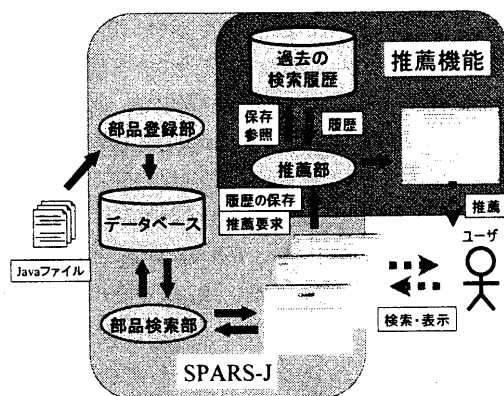 過去の
検索履歴
推薦機能
保存
参照
履歴
部品登録部
推薦部
履歴の保存
推薦要求
推薦
データベース
ユーザ
Javaファイル
部品検索部
検索・表示
SPARS-J